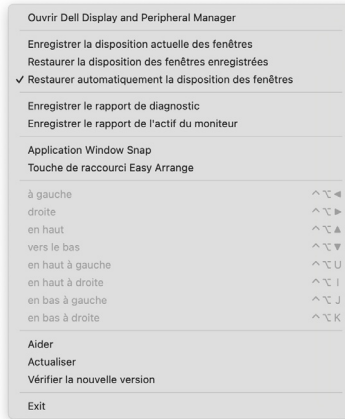 Ouvrir Dell Display and Peripheral Manager
Enregistrer la disposition actuelle des fenêtres
Restaurer la disposition des fenêtres enregistrées
✓ Restaurer automatiquement la disposition des fenêtres
Enregistrer le rapport de diagnostic
Enregistrer le rapport de l'actif du moniteur
Application Window Snap
Touche de raccourci Easy Arrange
à gauche ^⌥◀
droite ^⌥▶
en haut ^⌥▲
vers le bas ^⌥▼
en haut à gauche ^⌥U
en haut à droite ^⌥I
en bas à gauche ^⌥J
en bas à droite ^⌥K
Aider
Actualiser
Vérifier la nouvelle version
Exit